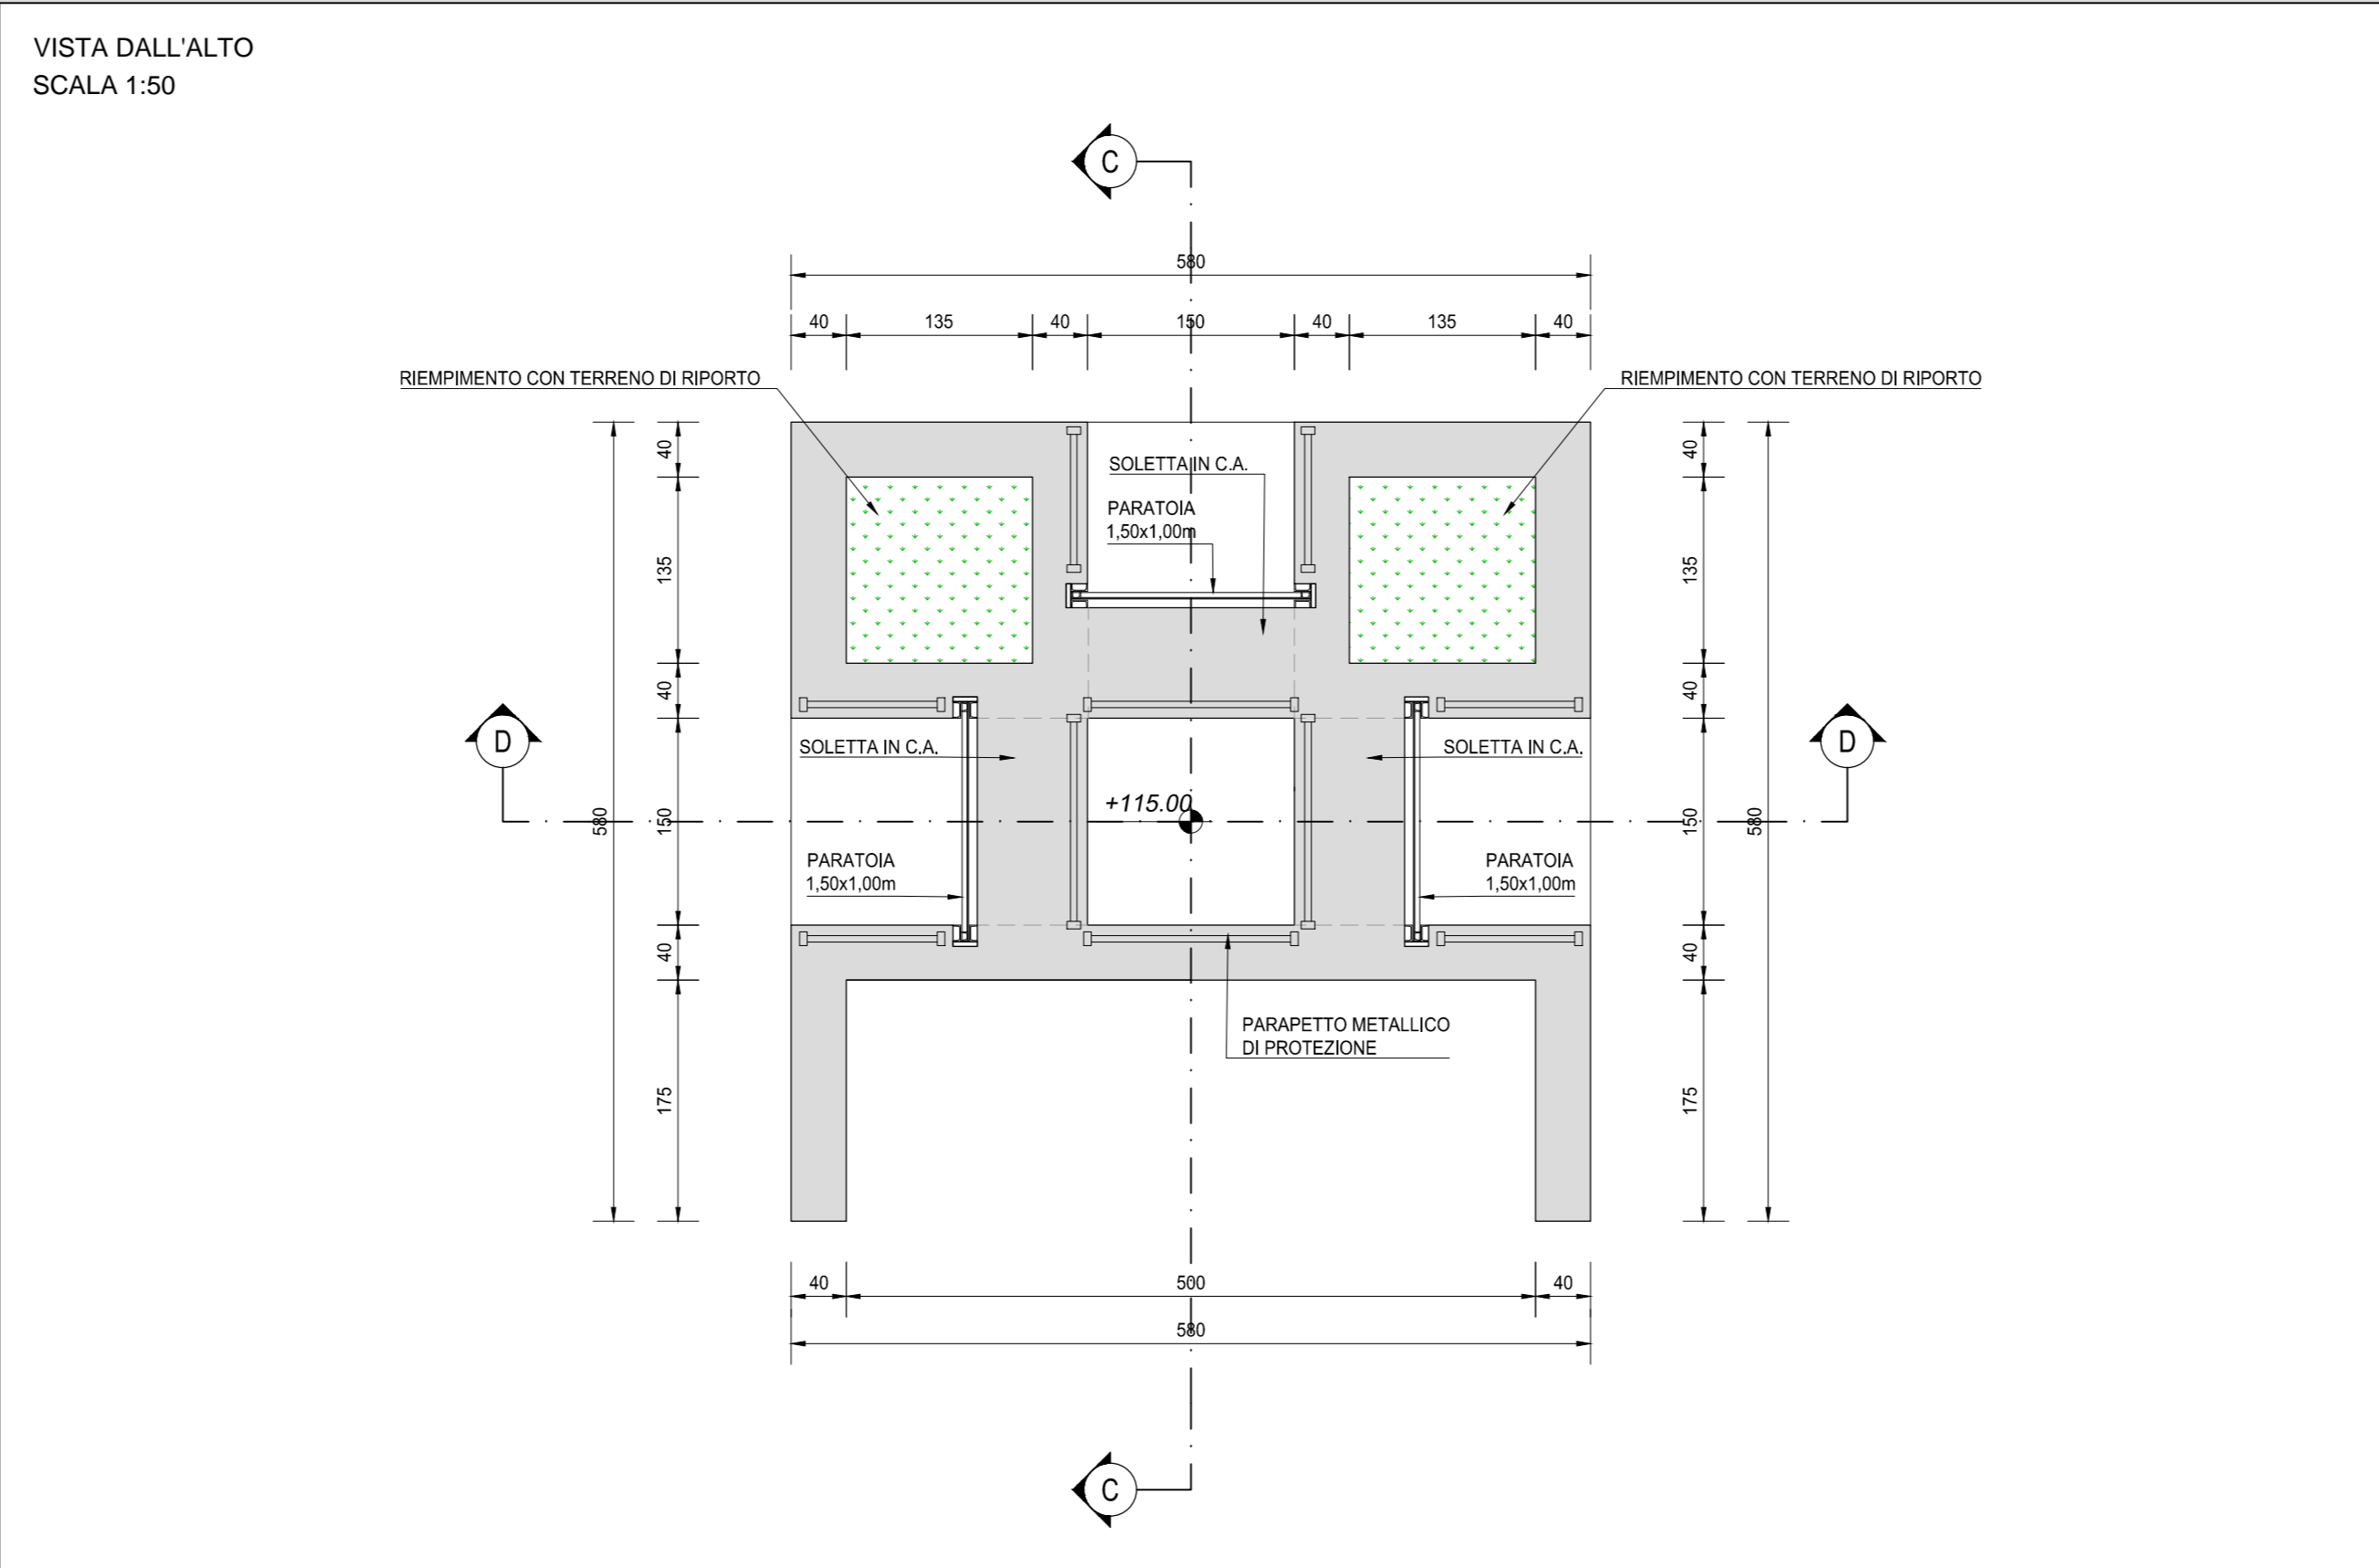 VISTA DALL'ALTO
SCALA 1:50
C
580
40 135 40 150 40 135 40
RIEMPIMENTO CON TERRENO DI RIPORTO
RIEMPIMENTO CON TERRENO DI RIPORTO
40
40
SOLETTA IN C.A.
PARATOIA
1,50x1,00m
135
135
40
40
D
D
SOLETTA IN C.A.
SOLETTA IN C.A.
+115.00
580
150
150
580
PARATOIA
1,50x1,00m
PARATOIA
1,50x1,00m
40
40
PARAPETTO METALLICO
DI PROTEZIONE
175
175
40 500 40
580
C